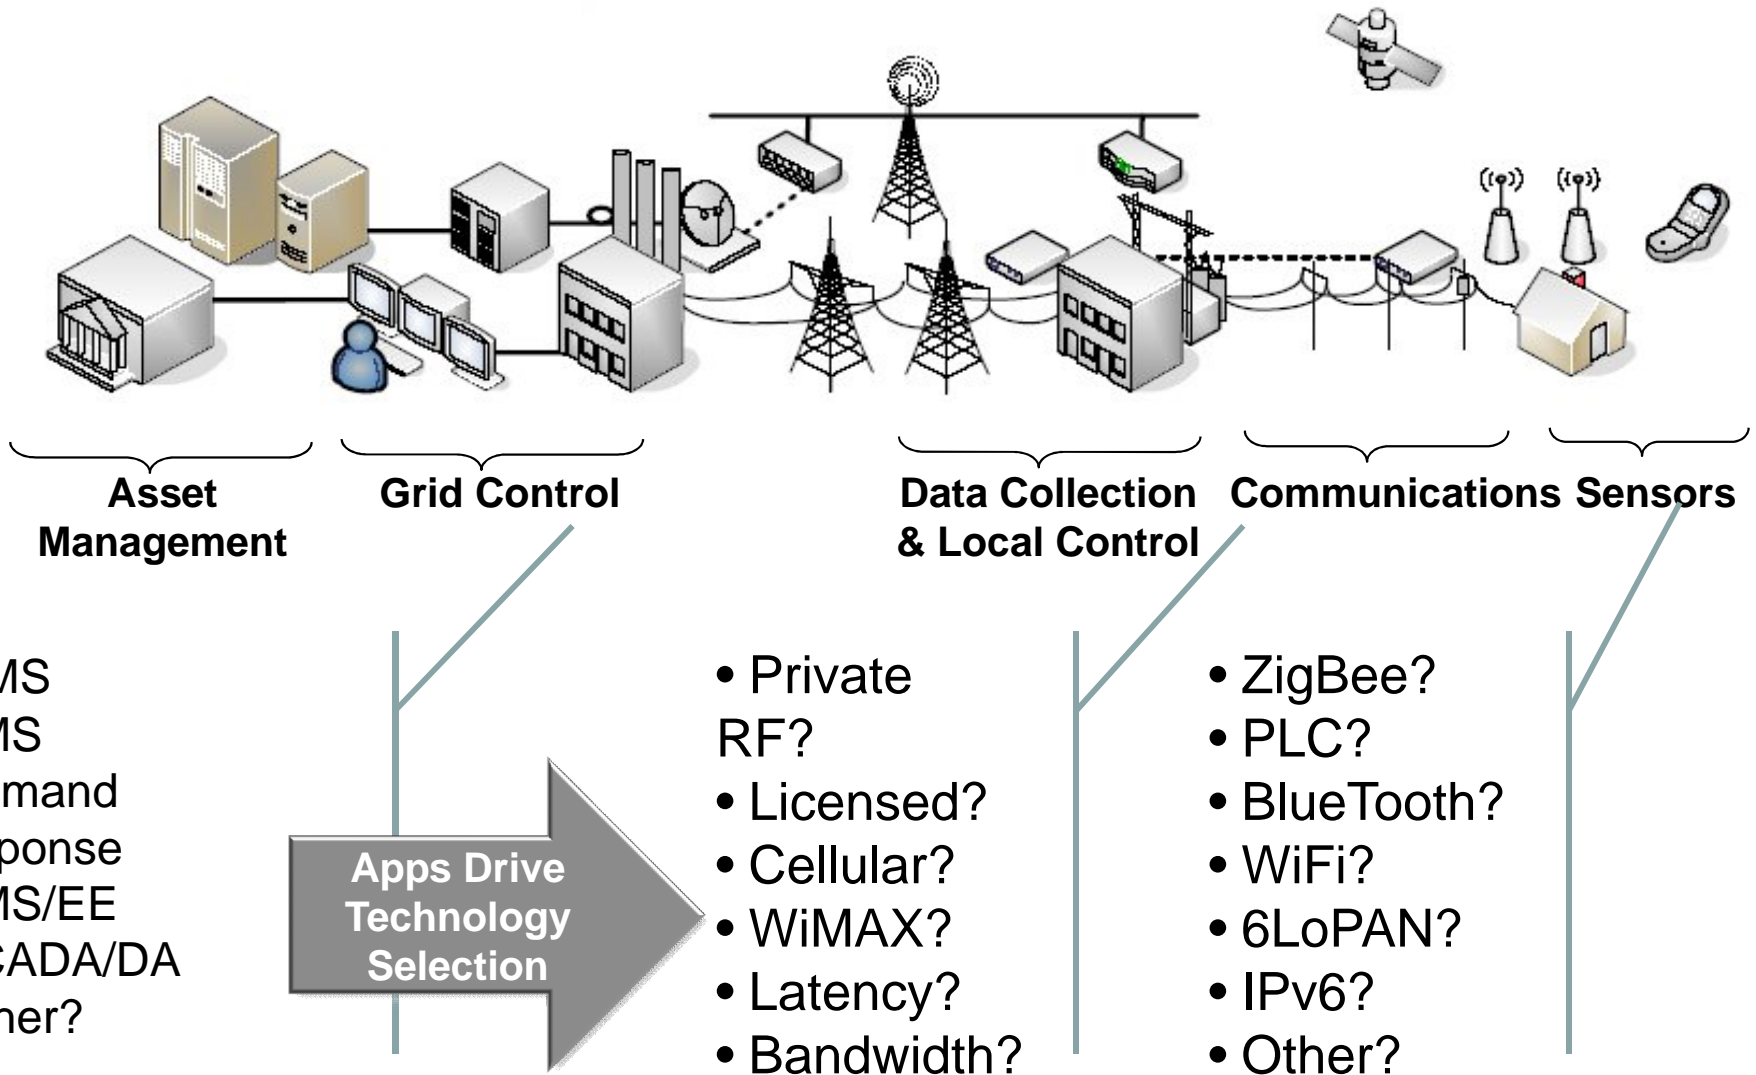 Asset
Management
Grid Control
Data Collection
& Local Control
Communications
Sensors
MS
MS
mand
ponse
MS/EE
CADA/DA
her?
Apps Drive
Technology
Selection
• Private
RF?
• Licensed?
• Cellular?
• WiMAX?
• Latency?
• Bandwidth?
• ZigBee?
• PLC?
• BlueTooth?
• WiFi?
• 6LoPAN?
• IPv6?
• Other?